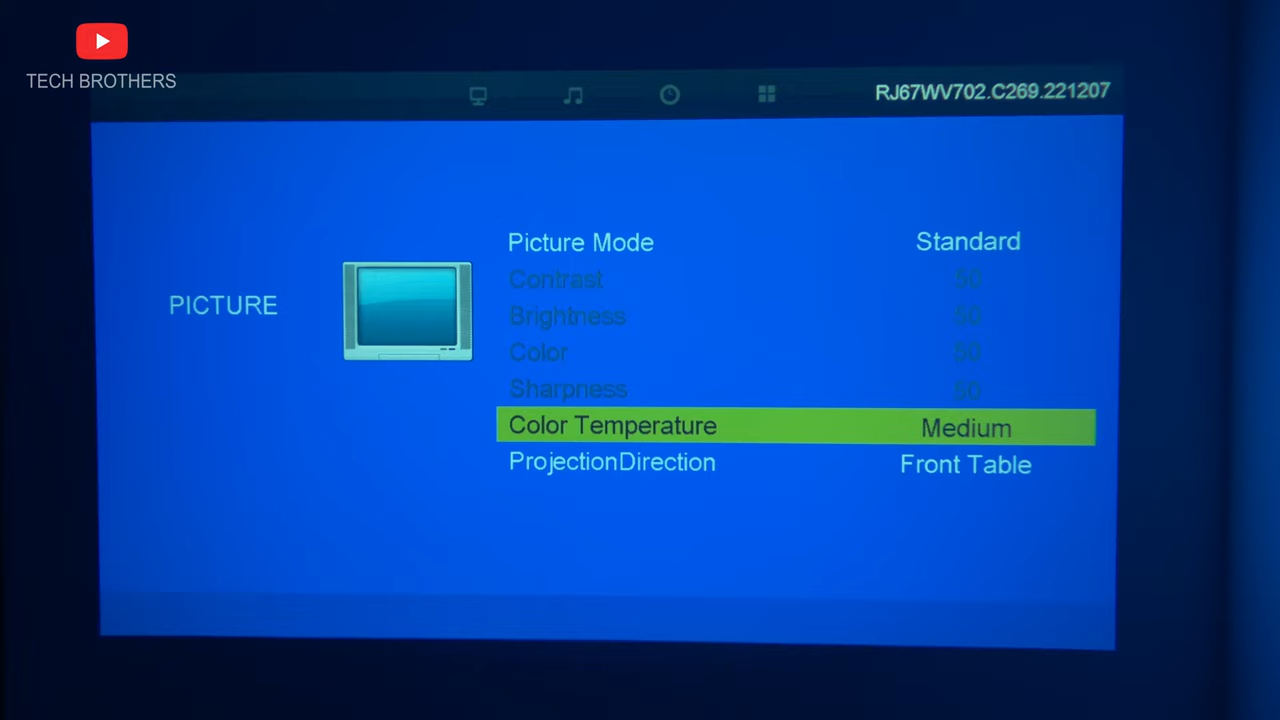 TECH BROTHERS
RJ67WV702.C269.221207
PICTURE
Picture Mode Standard
Contrast 50
Brightness 50
Color 50
Sharpness 50
Color Temperature Medium
ProjectionDirection Front Table